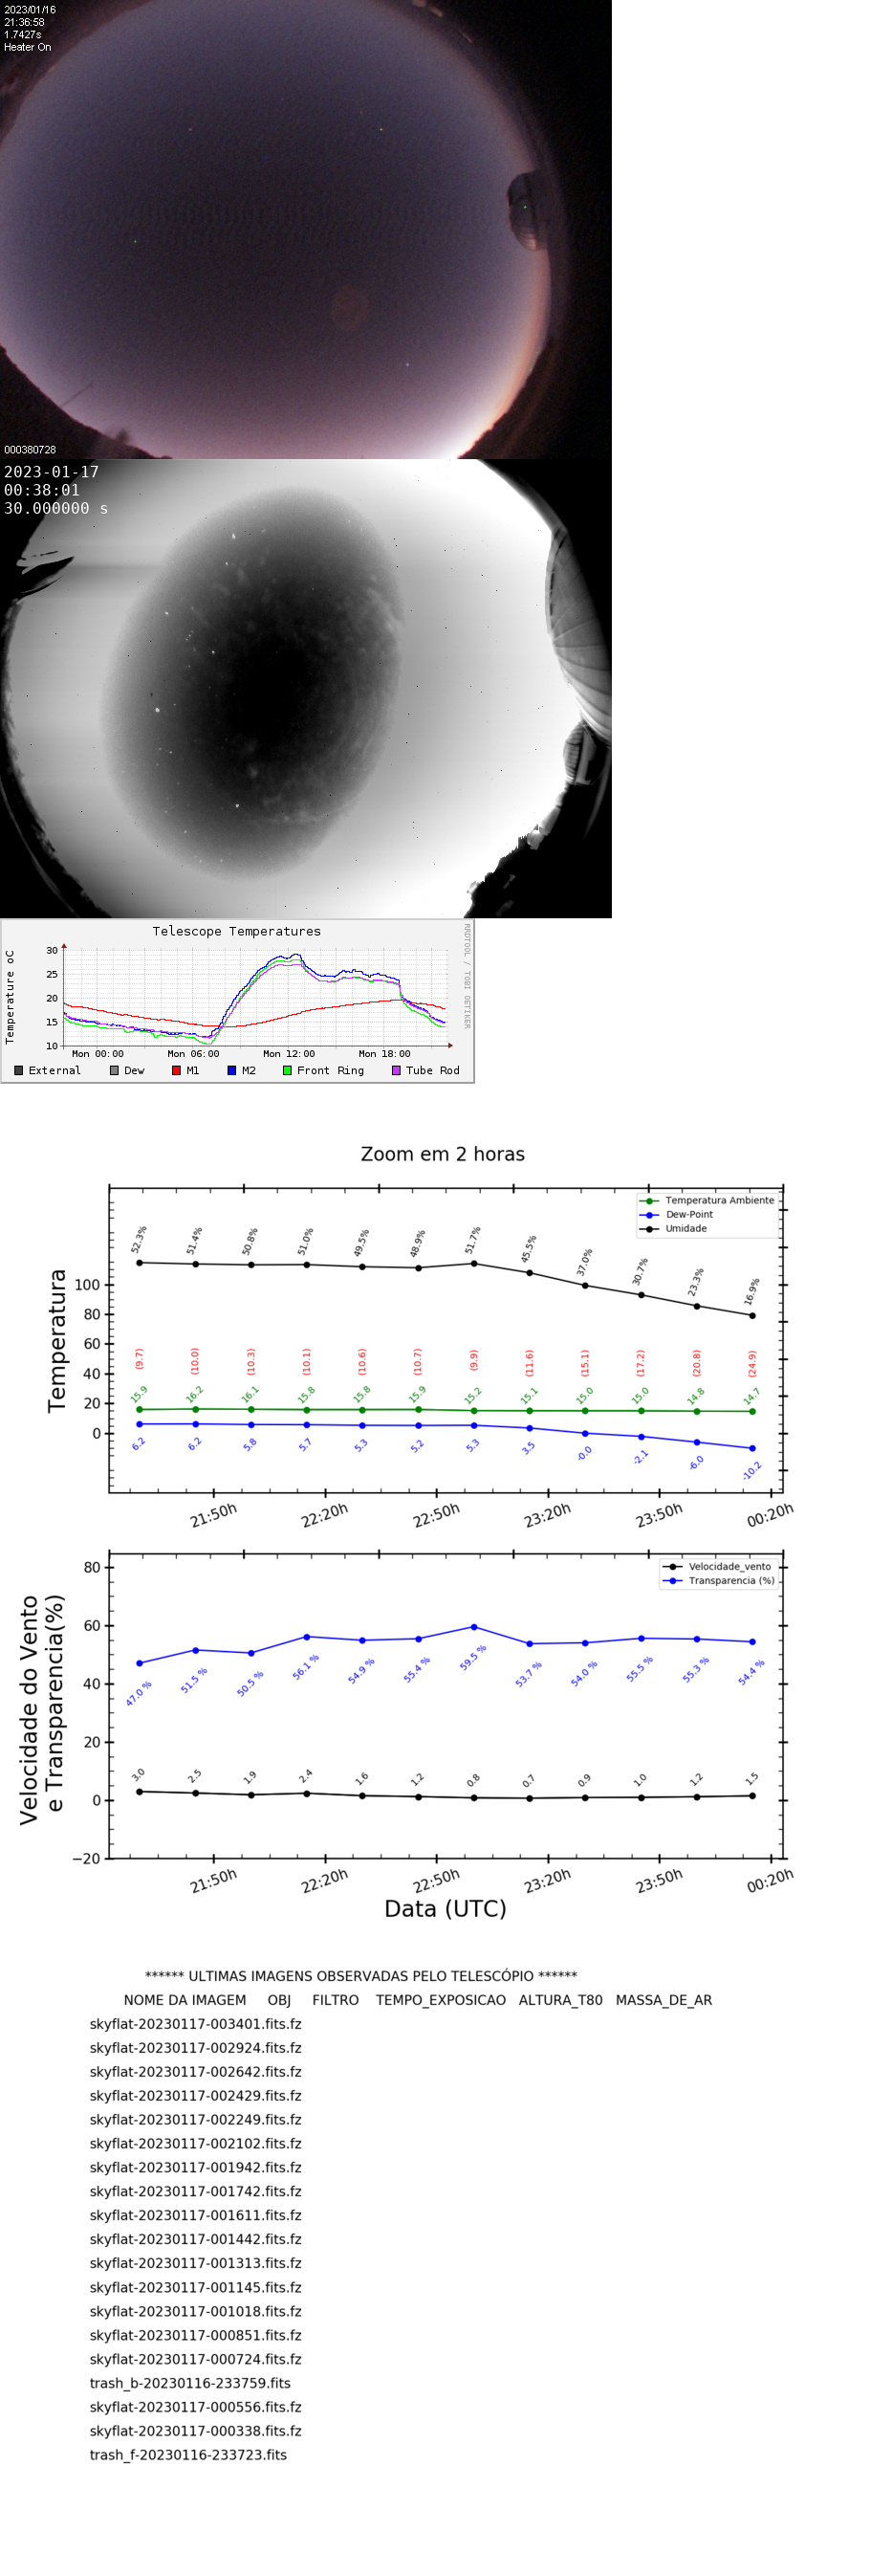 2023/01/16
21:36:58
1.7427s
Heater On
000380728
2023-01-17
00:38:01
30.000000 s
Telescope Temperatures
Temperature oC
RRDTOOL / TOBI OETIKER
30
25
20
15
10
Mon 00:00 Mon 06:00 Mon 12:00 Mon 18:00
External Dew M1 M2 Front Ring Tube Rod
Zoom em 2 horas
Temperatura Ambiente
Dew-Point
Umidade
Temperatura
100
80
60
40
20
0
52.3% 51.4% 50.8% 51.0% 49.5% 48.9% 51.7% 45.5% 37.0% 30.7% 23.3% 16.9%
(9.7) (10.0) (10.3) (10.1) (10.6) (10.7) (9.9) (11.6) (15.1) (17.2) (20.8) (24.9)
15.9 16.2 16.1 15.8 15.8 15.9 15.2 15.1 15.0 15.0 14.8 14.7
6.2 6.2 5.8 5.7 5.3 5.2 5.3 3.5 -0.0 -2.1 -6.0 -10.2
21:50h 22:20h 22:50h 23:20h 23:50h 00:20h
Velocidade_vento
Transparencia (%)
Velocidade do Vento
e Transparencia(%)
80
60
40
20
0
−20
47.0 % 51.5 % 50.5 % 56.1 % 54.9 % 55.4 % 59.5 % 53.7 % 54.0 % 55.5 % 55.3 % 54.4 %
3.0 2.5 1.9 2.4 1.6 1.2 0.8 0.7 0.9 1.0 1.2 1.5
21:50h 22:20h 22:50h 23:20h 23:50h 00:20h
Data (UTC)
****** ULTIMAS IMAGENS OBSERVADAS PELO TELESCÓPIO ******
NOME DA IMAGEM OBJ FILTRO TEMPO_EXPOSICAO ALTURA_T80 MASSA_DE_AR
skyflat-20230117-003401.fits.fz
skyflat-20230117-002924.fits.fz
skyflat-20230117-002642.fits.fz
skyflat-20230117-002429.fits.fz
skyflat-20230117-002249.fits.fz
skyflat-20230117-002102.fits.fz
skyflat-20230117-001942.fits.fz
skyflat-20230117-001742.fits.fz
skyflat-20230117-001611.fits.fz
skyflat-20230117-001442.fits.fz
skyflat-20230117-001313.fits.fz
skyflat-20230117-001145.fits.fz
skyflat-20230117-001018.fits.fz
skyflat-20230117-000851.fits.fz
skyflat-20230117-000724.fits.fz
trash_b-20230116-233759.fits
skyflat-20230117-000556.fits.fz
skyflat-20230117-000338.fits.fz
trash_f-20230116-233723.fits